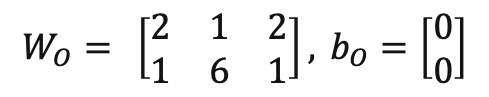 W_O = [2 1 2; 1 6 1], b_O = [0; 0]